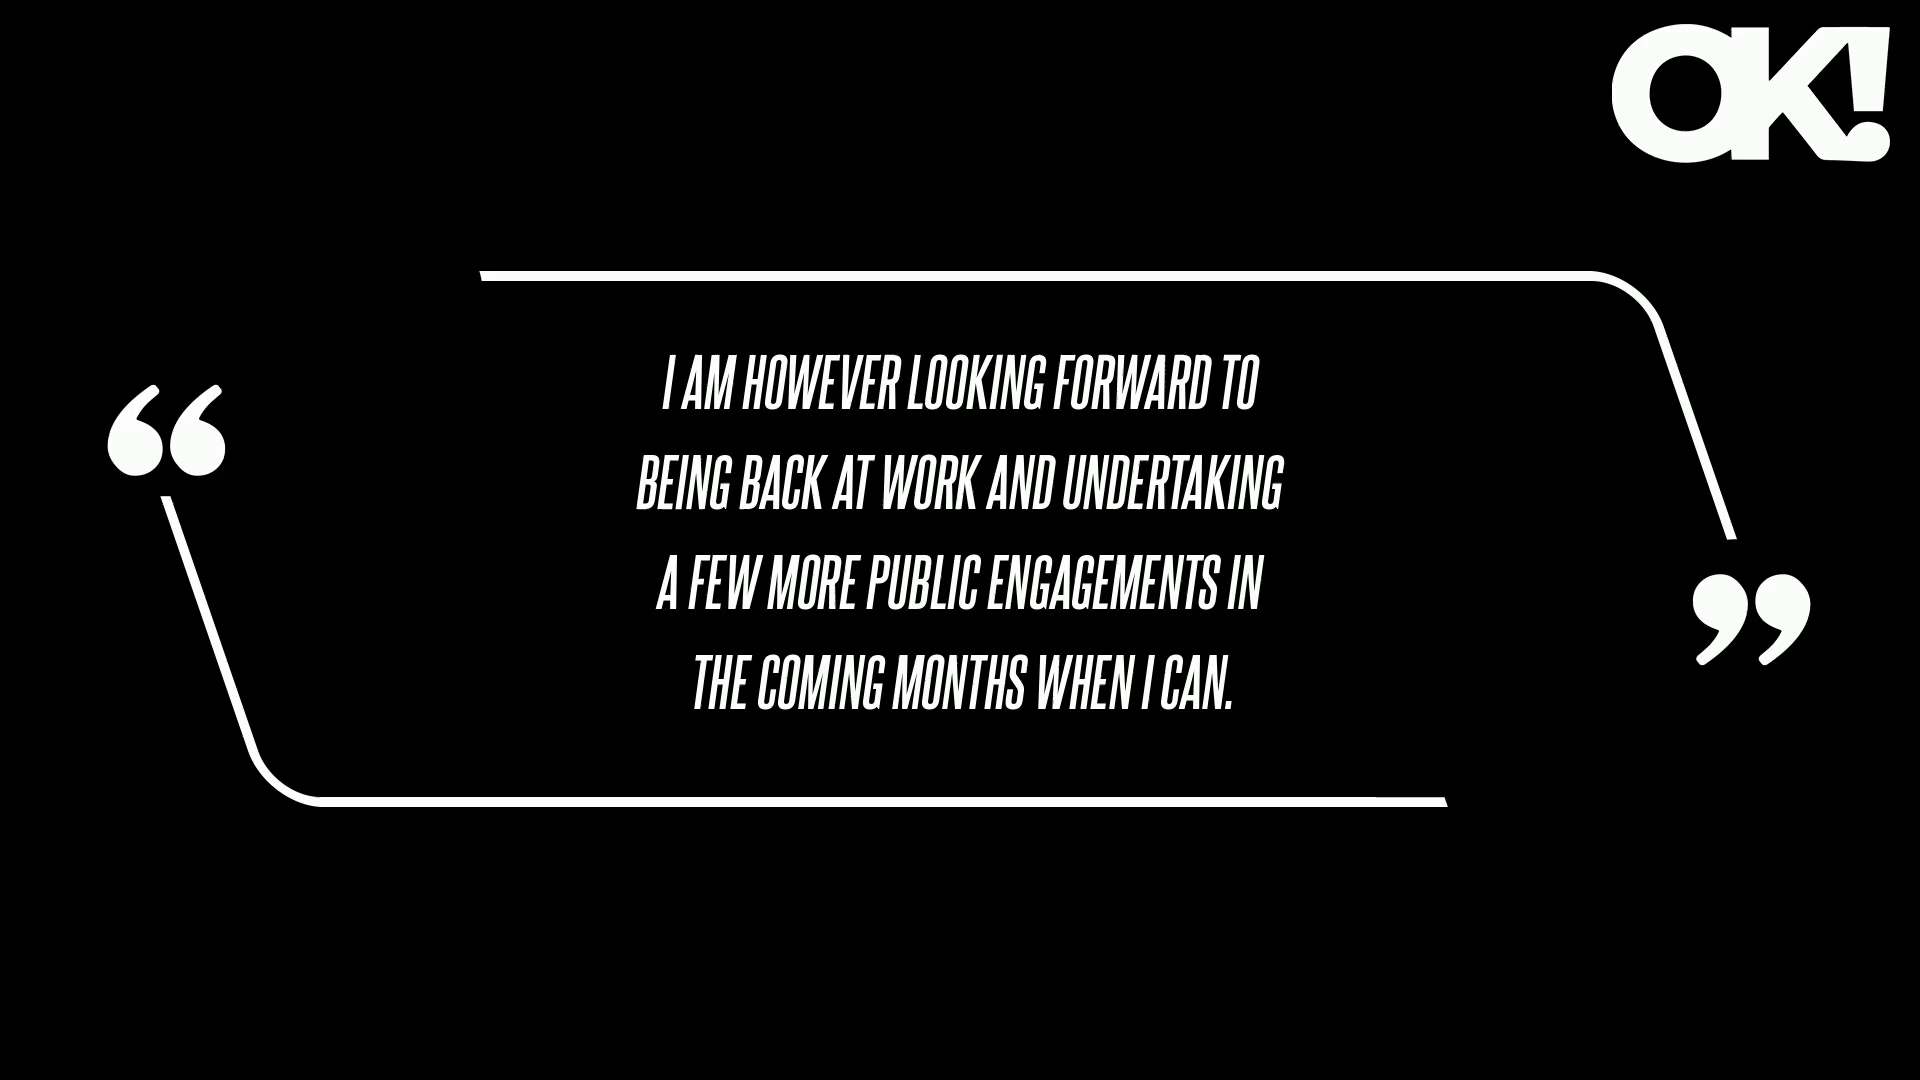 OK!
I AM HOWEVER LOOKING FORWARD TO
BEING BACK AT WORK AND UNDERTAKING
A FEW MORE PUBLIC ENGAGEMENTS IN
THE COMING MONTHS WHEN I CAN.